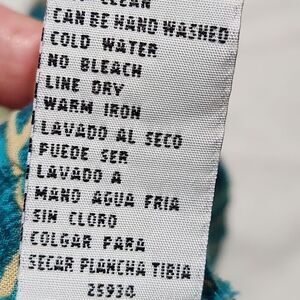 CLEAN
CAN BE HAND WASHED
COLD WATER
NO BLEACH
LINE DRY
WARM IRON
LAVADO AL SECO
PUEDE SER
LAVADO A
MANO AGUA FRIA
SIN CLORO
COLGAR PARA
SECAR PLANCHA TIBIA
25934